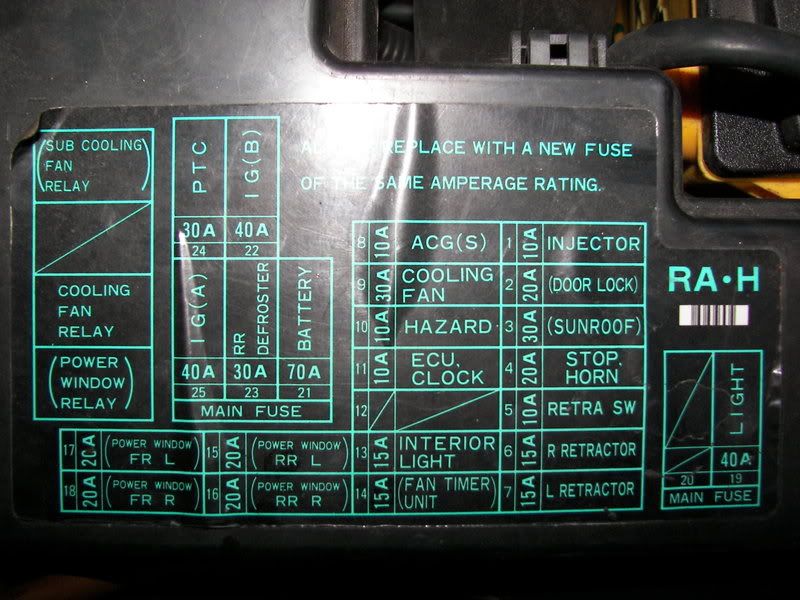 (SUB COOLING
FAN
RELAY)
COOLING
FAN
RELAY
(POWER
WINDOW
RELAY)
PTC
30A
24
IG(B)
40A
22
IG(A)
40A
25
RR
DEFROSTER
30A
23
BATTERY
70A
21
MAIN FUSE
REPLACE WITH A NEW FUSE
OF THE SAME AMPERAGE RATING.
8 10A ACG(S) 1 10A INJECTOR
9 30A COOLING
FAN
2 20A (DOOR LOCK)
10 10A HAZARD 3 30A (SUNROOF)
11 10A ECU,
CLOCK
4 20A STOP,
HORN
12 5 10A RETRA SW
17 20A (POWER WINDOW)
FR L
15 20A (POWER WINDOW)
RR L
13 15A INTERIOR
LIGHT
6 15A R RETRACTOR
18 20A (POWER WINDOW)
FR R
16 20A (POWER WINDOW)
RR R
14 15A (FAN TIMER)
UNIT
7 15A L RETRACTOR
RA•H
LIGHT
40A
20 19
MAIN FUSE